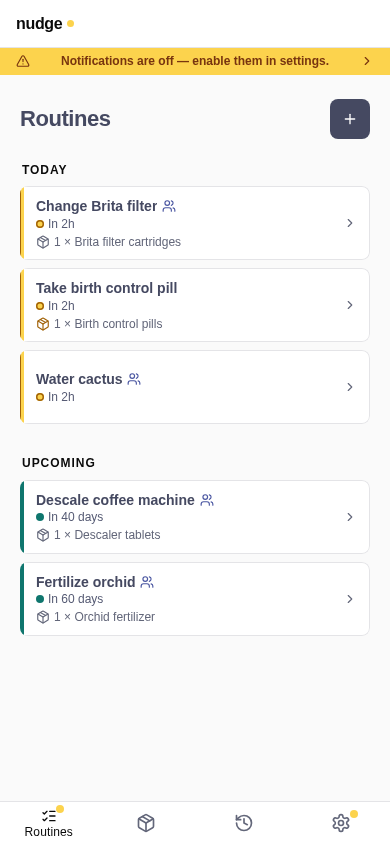 nudge
Notifications are off — enable them in settings.
Routines
TODAY
Change Brita filter
In 2h
1 × Brita filter cartridges
Take birth control pill
In 2h
1 × Birth control pills
Water cactus
In 2h
UPCOMING
Descale coffee machine
In 40 days
1 × Descaler tablets
Fertilize orchid
In 60 days
1 × Orchid fertilizer
Routines